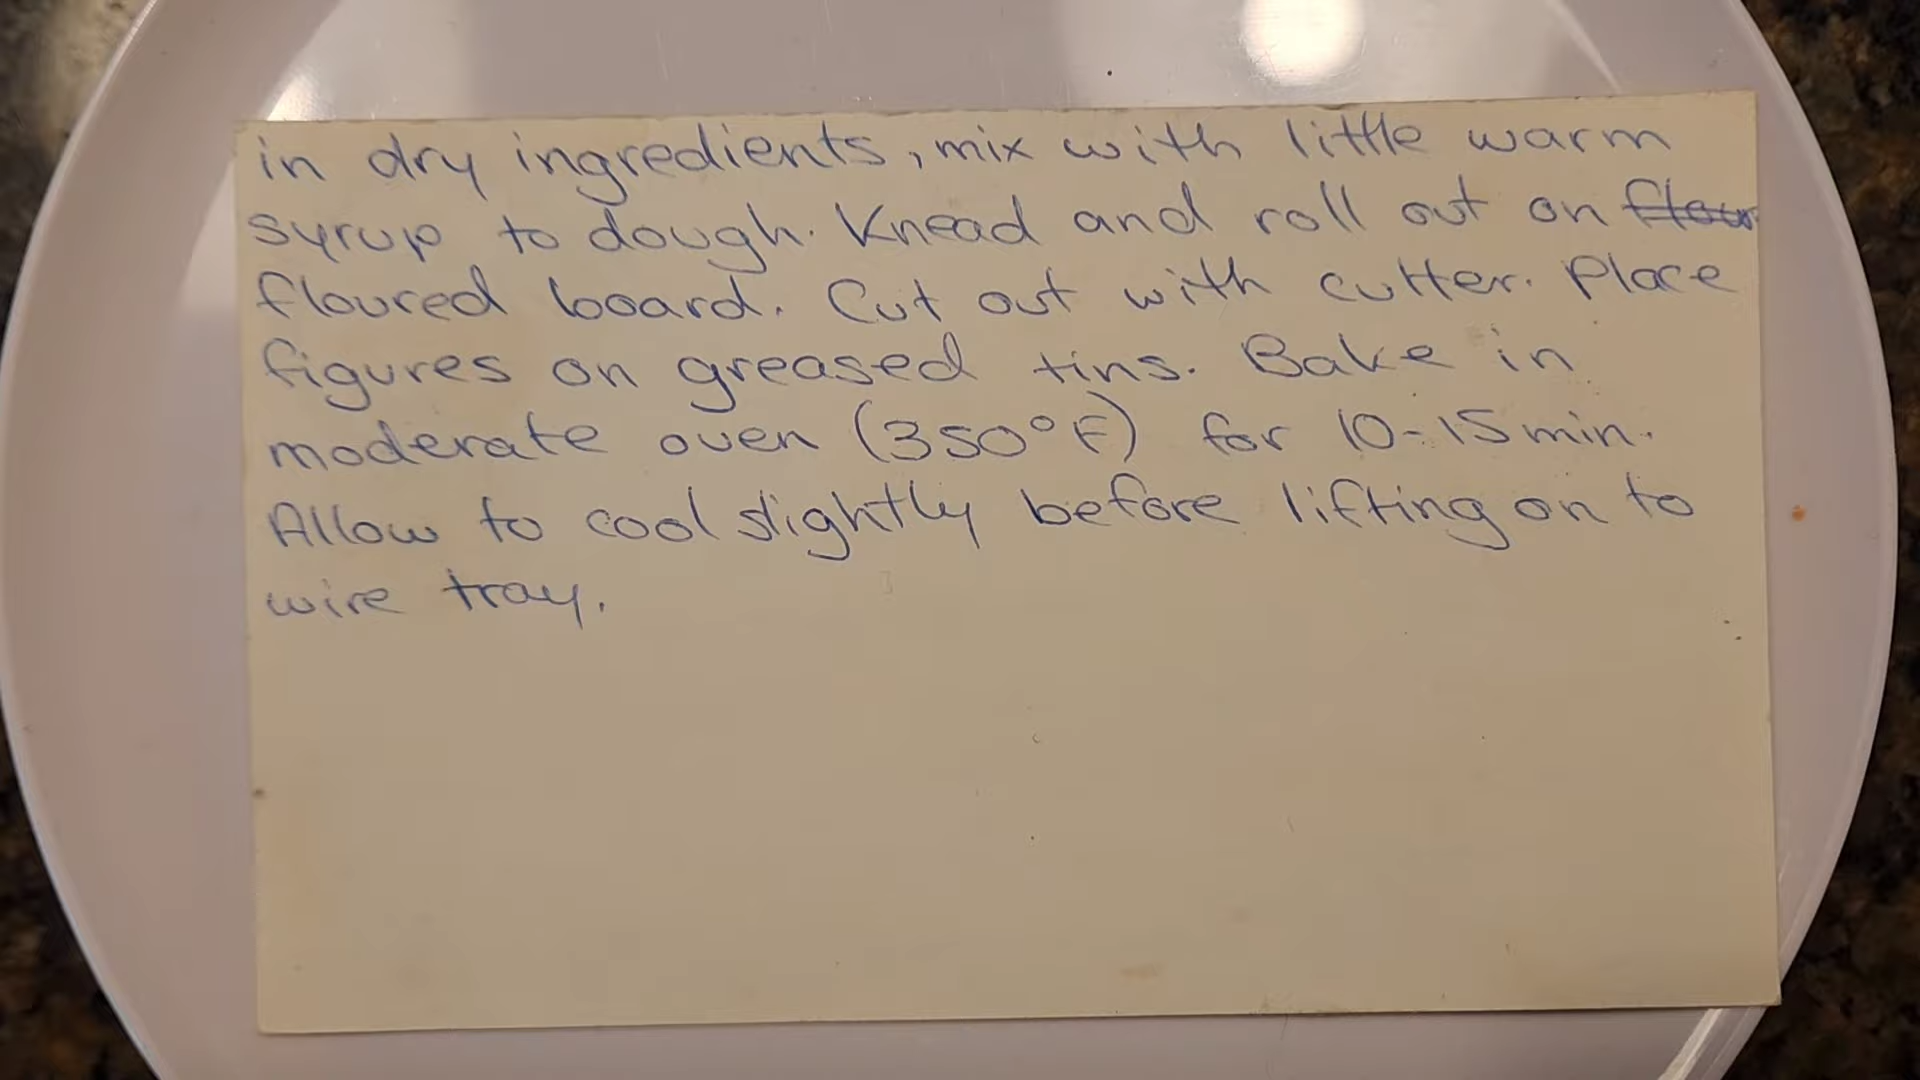 in dry ingredients, mix with little warm
syrup to dough. Knead and roll out on flour
floured board. Cut out with cutter. Place
figures on greased tins. Bake in
moderate oven (350°F) for 10-15 min.
Allow to cool slightly before lifting on to
wire tray.